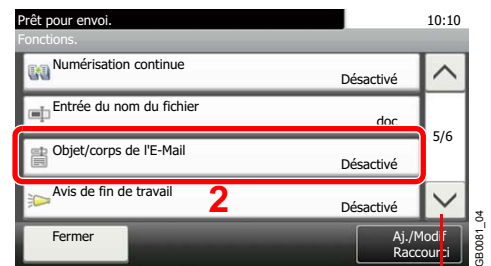 Prêt pour envoi. 10:10
Fonctions.
Numérisation continue
Désactivé
Entrée du nom du fichier
doc
5/6
Objet/corps de l'E-Mail
Désactivé
Avis de fin de travail
2
Désactivé
Fermer
Aj./Modif
Raccourci
GB0081_04